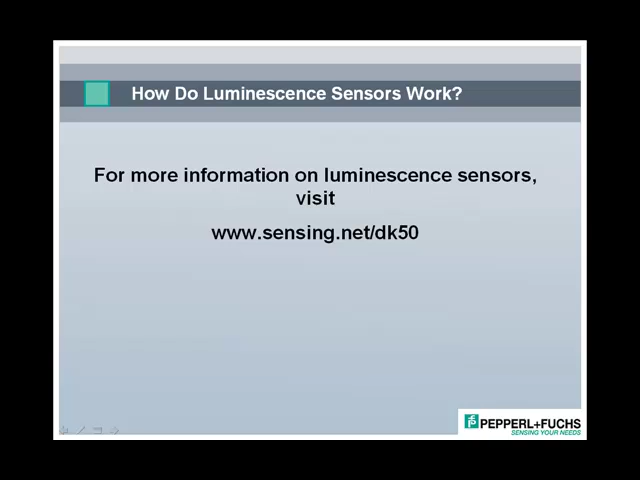 How Do Luminescence Sensors Work?
For more information on luminescence sensors,
visit
www.sensing.net/dk50
PEPPERL+FUCHS
SENSING YOUR NEEDS